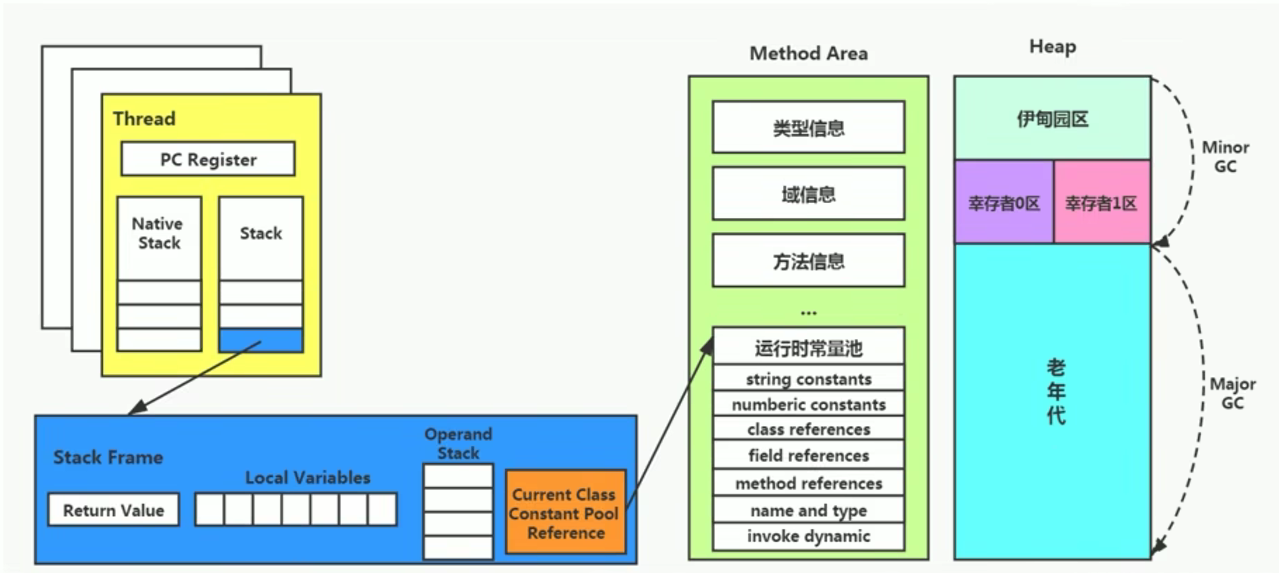 Thread
PC Register
Native
Stack
Stack
Stack Frame
Return Value
Local Variables
Operand
Stack
Current Class
Constant Pool
Reference
Method Area
类型信息
域信息
方法信息
...
运行时常量池
string constants
numberic constants
class references
field references
method references
name and type
invoke dynamic
Heap
伊甸园区
幸存者0区
幸存者1区
老
年
代
Minor
GC
Major
GC